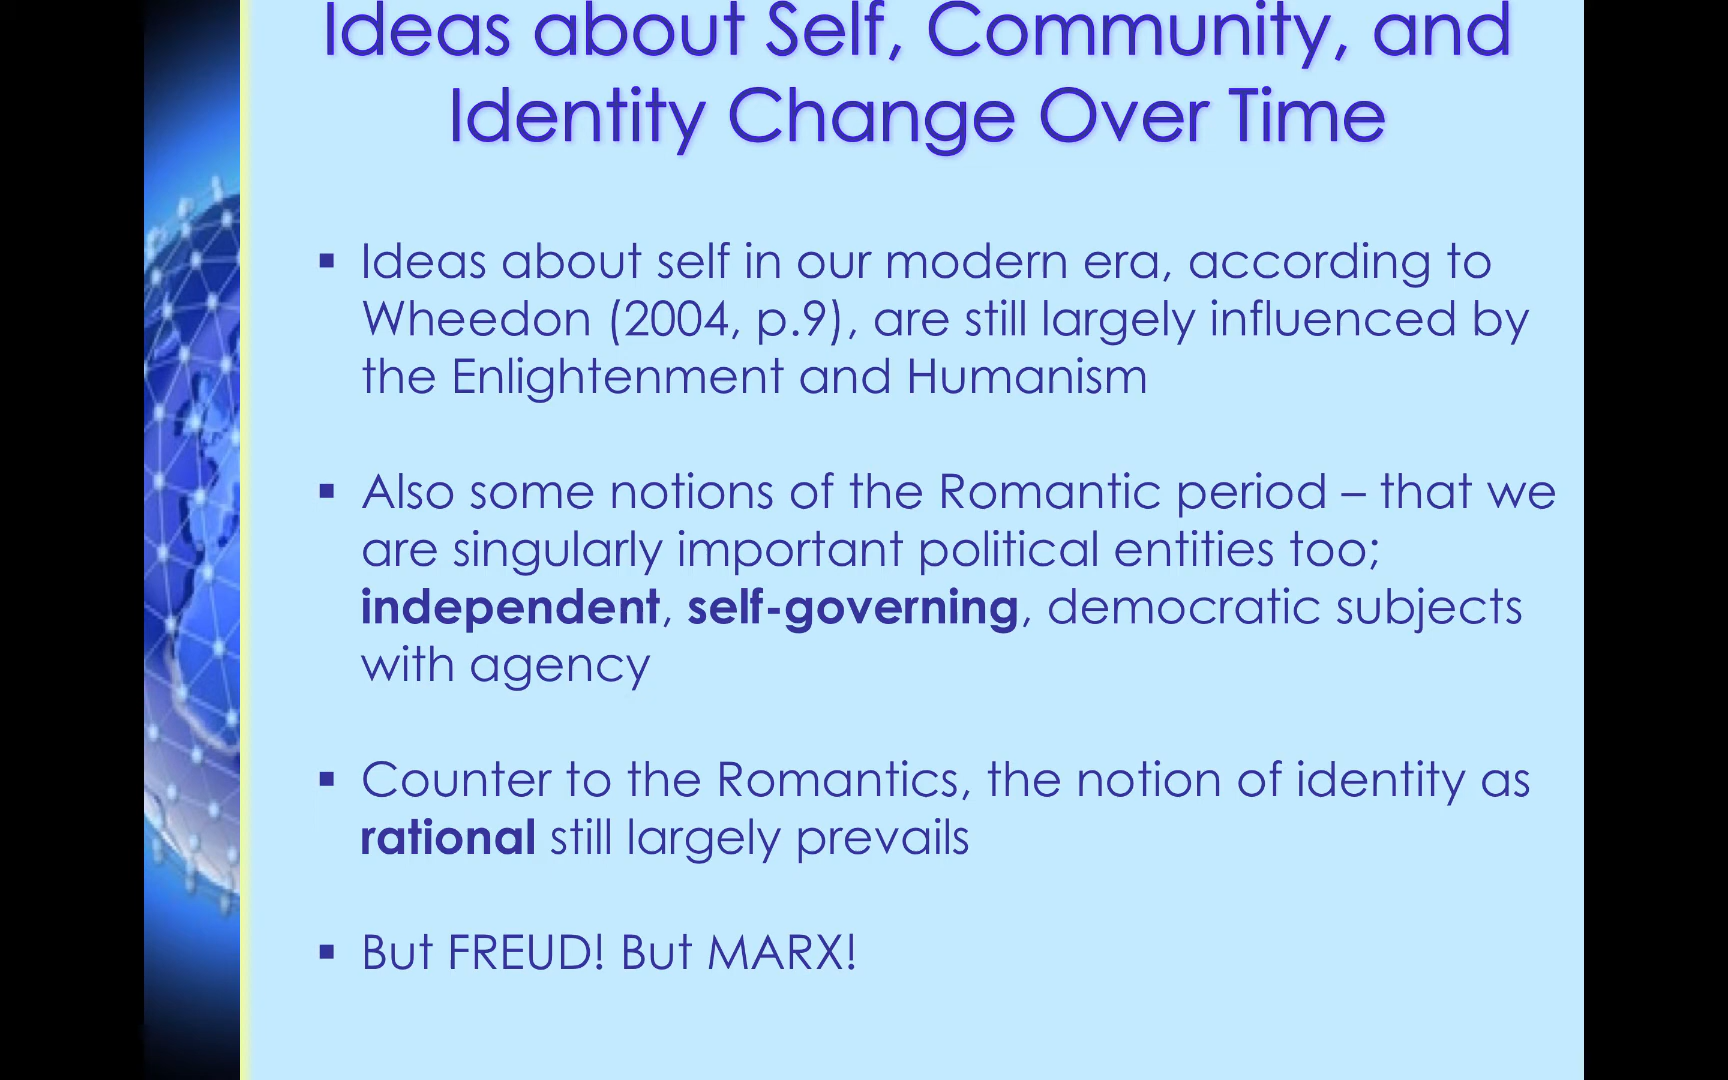 Ideas about Self, Community, and
Identity Change Over Time
▪ Ideas about self in our modern era, according to
Wheedon (2004, p.9), are still largely influenced by
the Enlightenment and Humanism
▪ Also some notions of the Romantic period – that we
are singularly important political entities too;
independent, self-governing, democratic subjects
with agency
▪ Counter to the Romantics, the notion of identity as
rational still largely prevails
▪ But FREUD! But MARX!